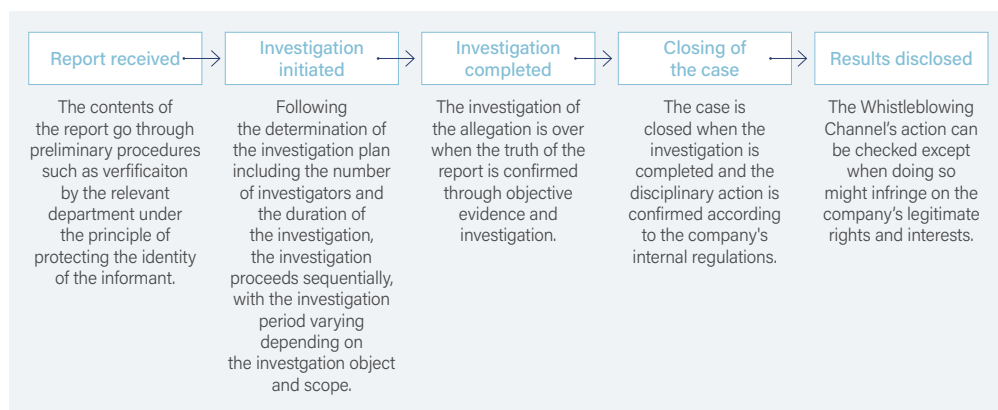 Report received
The contents of
the report go through
preliminary procedures
such as verfificaiton
by the relevant
department under
the principle of
protecting the identity
of the informant.
Investigation
initiated
Following
the determination of
the investigation plan
including the number
of investigators and
the duration of
the investigation,
the investigation
proceeds sequentially,
with the investigation
period varying
depending on
the investgation object
and scope.
Investigation
completed
The investigation of
the allegation is over
when the truth of the
report is confirmed
through objective
evidence and
investigation.
Closing of
the case
The case is
closed when the
investigation is
completed and the
disciplinary action is
confirmed according
to the company's
internal regulations.
Results disclosed
The Whistleblowing
Channel’s action can
be checked except
when doing so
might infringe on the
company’s legitimate
rights and interests.